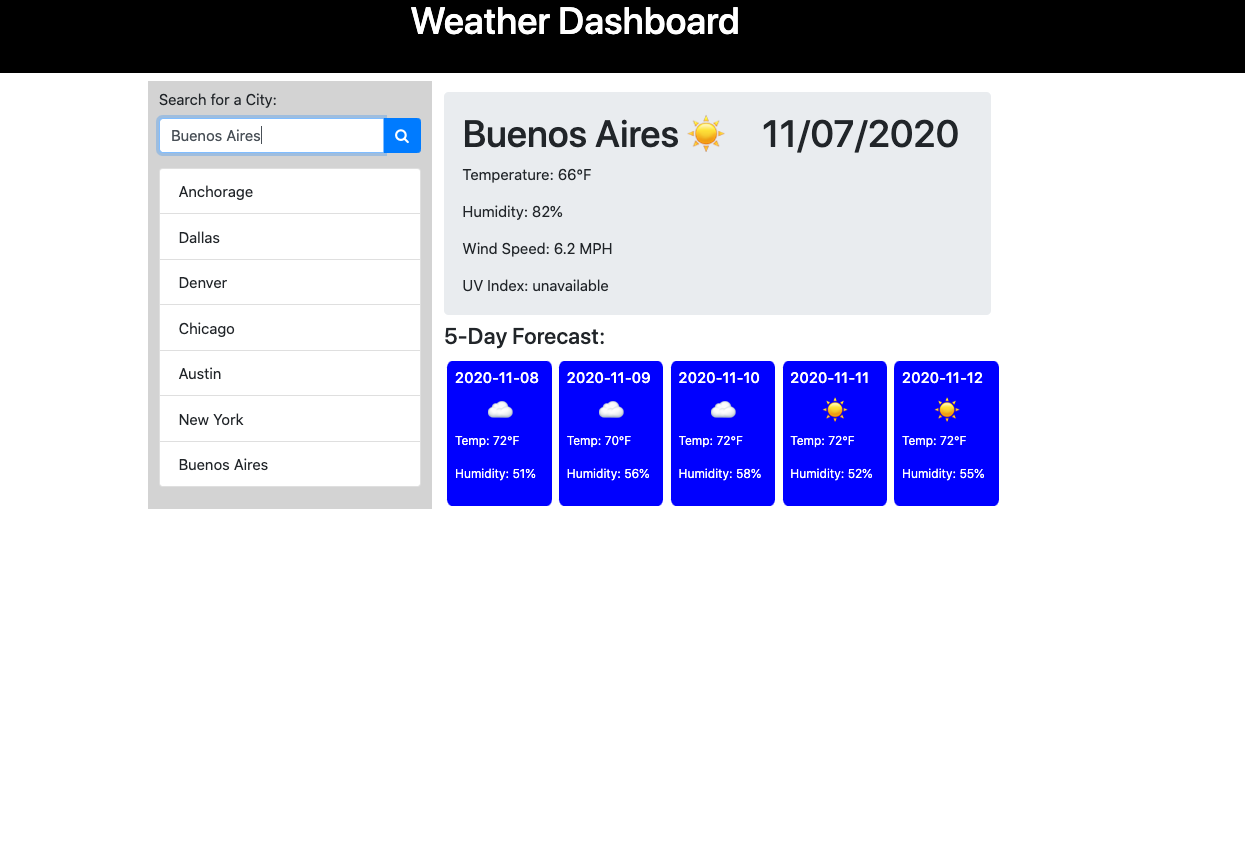 Weather Dashboard
Search for a City:
Buenos Aires
Anchorage
Dallas
Denver
Chicago
Austin
New York
Buenos Aires
Buenos Aires 11/07/2020
Temperature: 66°F
Humidity: 82%
Wind Speed: 6.2 MPH
UV Index: unavailable
5-Day Forecast:
2020-11-08
Temp: 72°F
Humidity: 51%
2020-11-09
Temp: 70°F
Humidity: 56%
2020-11-10
Temp: 72°F
Humidity: 58%
2020-11-11
Temp: 72°F
Humidity: 52%
2020-11-12
Temp: 72°F
Humidity: 55%